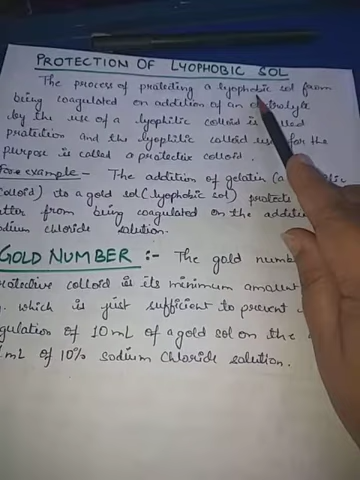 PROTECTION OF LYOPHOBIC SOL
The process of protecting a lyophobic sol from
being coagulated on addition of an electrolyte
by the use of a lyophilic colloid is called
protection and the lyophilic colloid used for the
purpose is called a protective colloid.
For example - The addition of gelatin (a
colloid) to a gold sol (lyophobic sol) protects
from being coagulated on the
sodium chloride solution.
GOLD NUMBER :- The gold
protective colloid is its minimum amount
which is just sufficient to prevent
of 10 mL of a gold sol on the
mL of 10% sodium chloride solution.